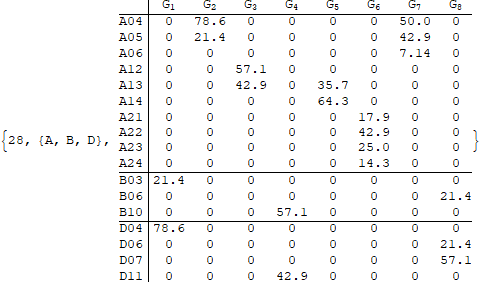 G₁ G₂ G₃ G₄ G₅ G₆ G₇ G₈
A04 0 78.6 0 0 0 0 50.0 0
A05 0 21.4 0 0 0 0 42.9 0
A06 0 0 0 0 0 0 7.14 0
A12 0 0 57.1 0 0 0 0 0
A13 0 0 42.9 0 35.7 0 0 0
A14 0 0 0 0 64.3 0 0 0
A21 0 0 0 0 0 17.9 0 0
{28, {A, B, D}, A22 0 0 0 0 0 42.9 0 0 }
A23 0 0 0 0 0 25.0 0 0
A24 0 0 0 0 0 14.3 0 0
B03 21.4 0 0 0 0 0 0 0
B06 0 0 0 0 0 0 0 21.4
B10 0 0 0 57.1 0 0 0 0
D04 78.6 0 0 0 0 0 0 0
D06 0 0 0 0 0 0 0 21.4
D07 0 0 0 0 0 0 0 57.1
D11 0 0 0 42.9 0 0 0 0